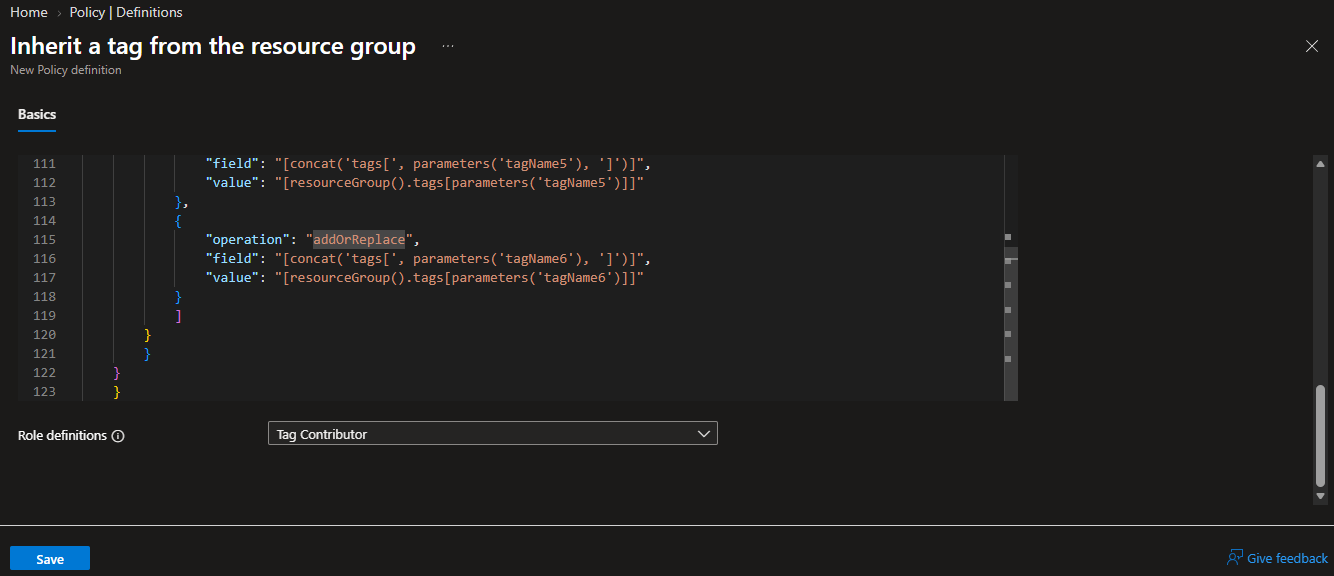 Home › Policy | Definitions
Inherit a tag from the resource group ...
New Policy definition
Basics
111 "field": "[concat('tags[', parameters('tagName5'), ']')]",
112 "value": "[resourceGroup().tags[parameters('tagName5')]]"
113 },
114 {
115 "operation": "addOrReplace",
116 "field": "[concat('tags[', parameters('tagName6'), ']')]",
117 "value": "[resourceGroup().tags[parameters('tagName6')]]"
118 }
119 ]
120 }
121 }
122 }
123 }
Role definitions
Tag Contributor
Save
Give feedback